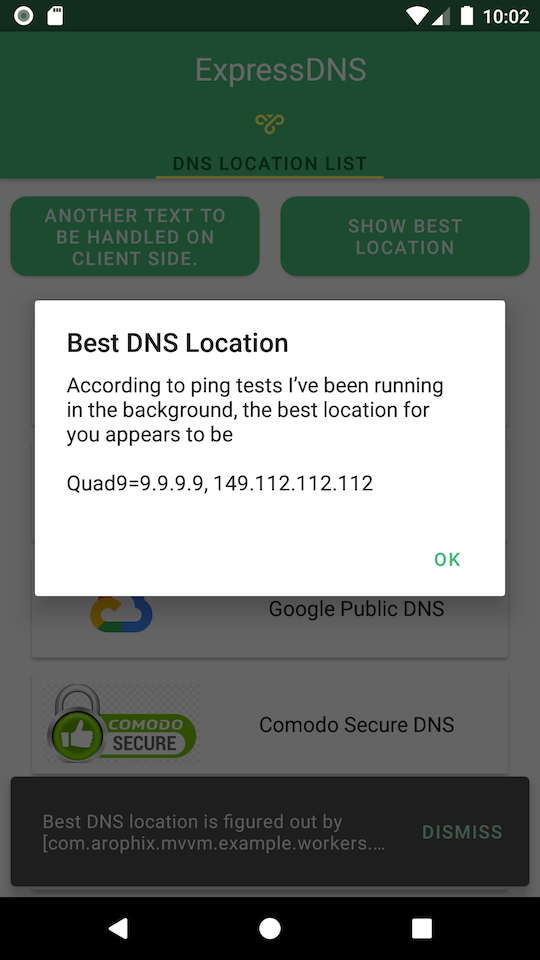 10:02
ExpressDNS
DNS LOCATION LIST
ANOTHER TEXT TO
BE HANDLED ON
CLIENT SIDE.
SHOW BEST
LOCATION
Best DNS Location
According to ping tests I’ve been running
in the background, the best location for
you appears to be
Quad9=9.9.9.9, 149.112.112.112
OK
Google Public DNS
COMODO
SECURE
Comodo Secure DNS
Best DNS location is figured out by
[com.arophix.mvvm.example.workers.…
DISMISS